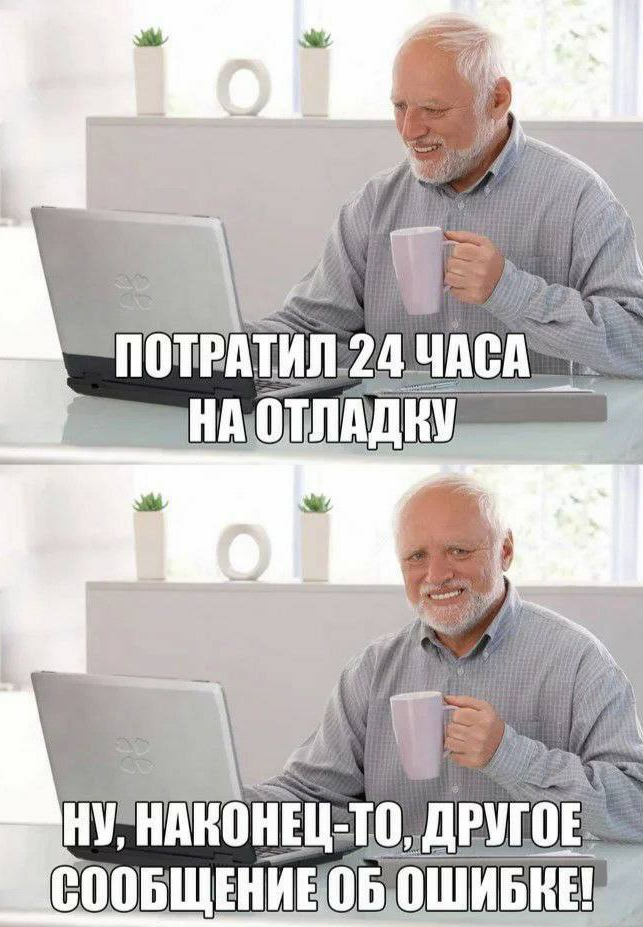 ПОТРАТИЛ 24 ЧАСА
НА ОТЛАДКУ
НУ, НАКОНЕЦ-ТО, ДРУГОЕ
СООБЩЕНИЕ ОБ ОШИБКЕ!